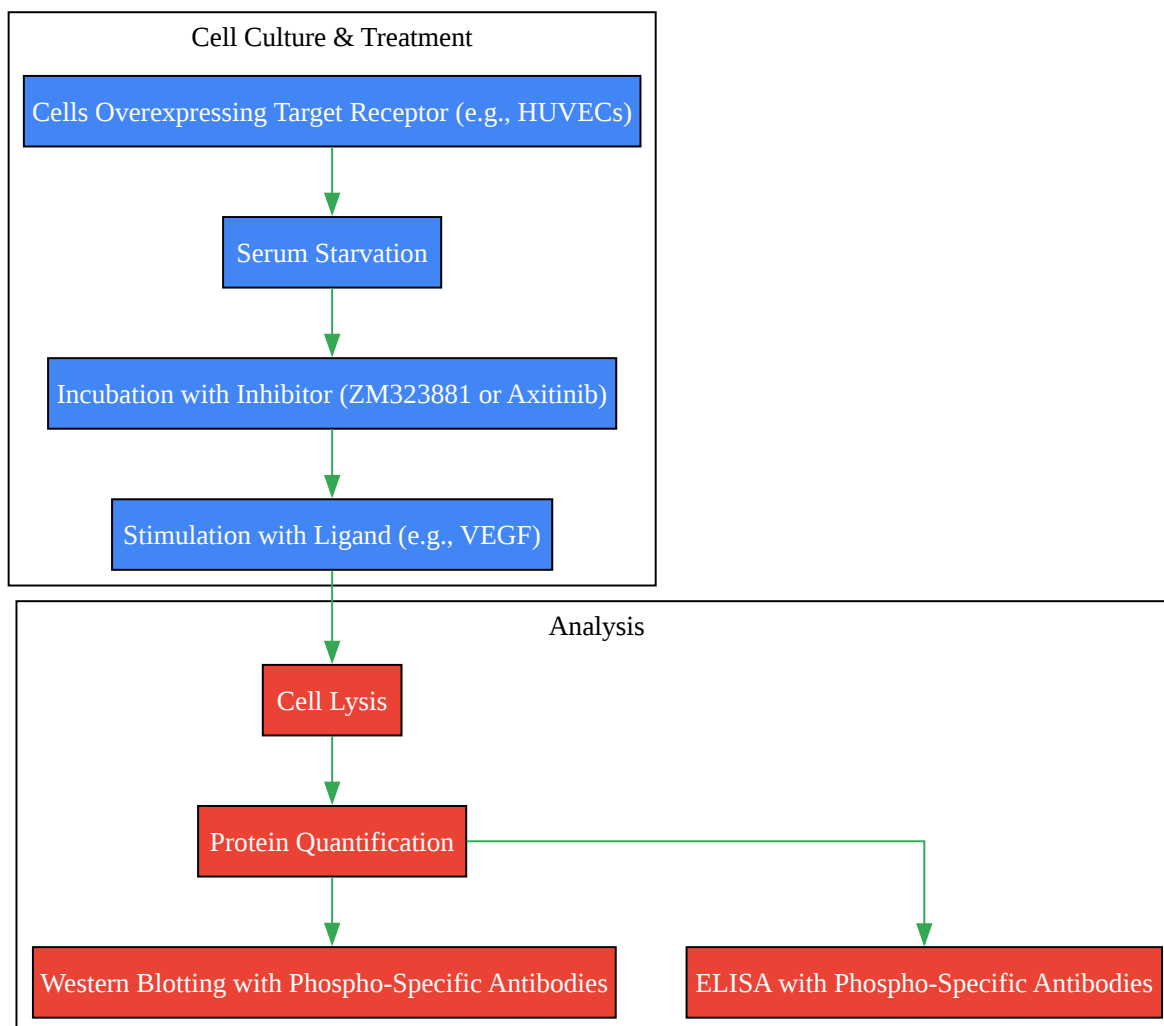 Cell Culture & Treatment
Cells Overexpressing Target Receptor (e.g., HUVECs)
Serum Starvation
Incubation with Inhibitor (ZM323881 or Axitinib)
Stimulation with Ligand (e.g., VEGF)
Analysis
Cell Lysis
Protein Quantification
Western Blotting with Phospho-Specific Antibodies
ELISA with Phospho-Specific Antibodies